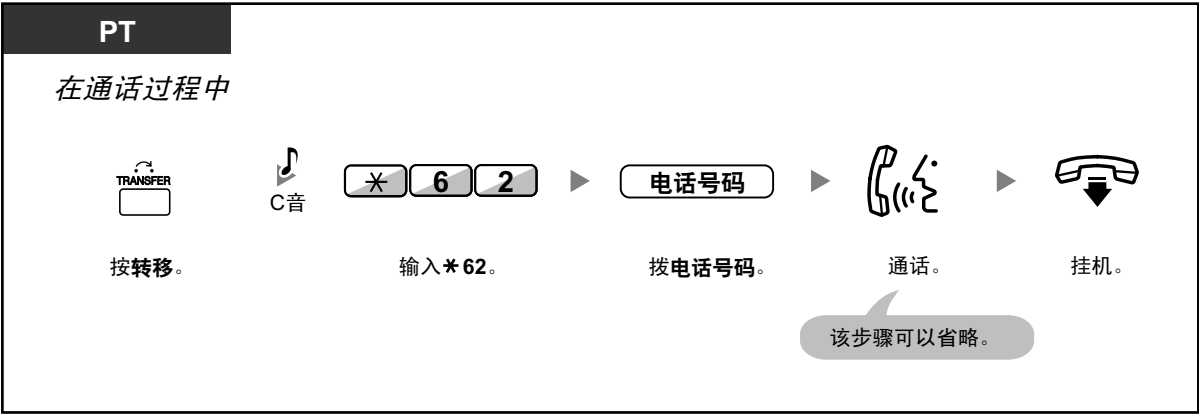 PT
在通话过程中
TRANSFER
C音
* 6 2
电话号码
按转移。
输入*62。
拨电话号码。
通话。
挂机。
该步骤可以省略。